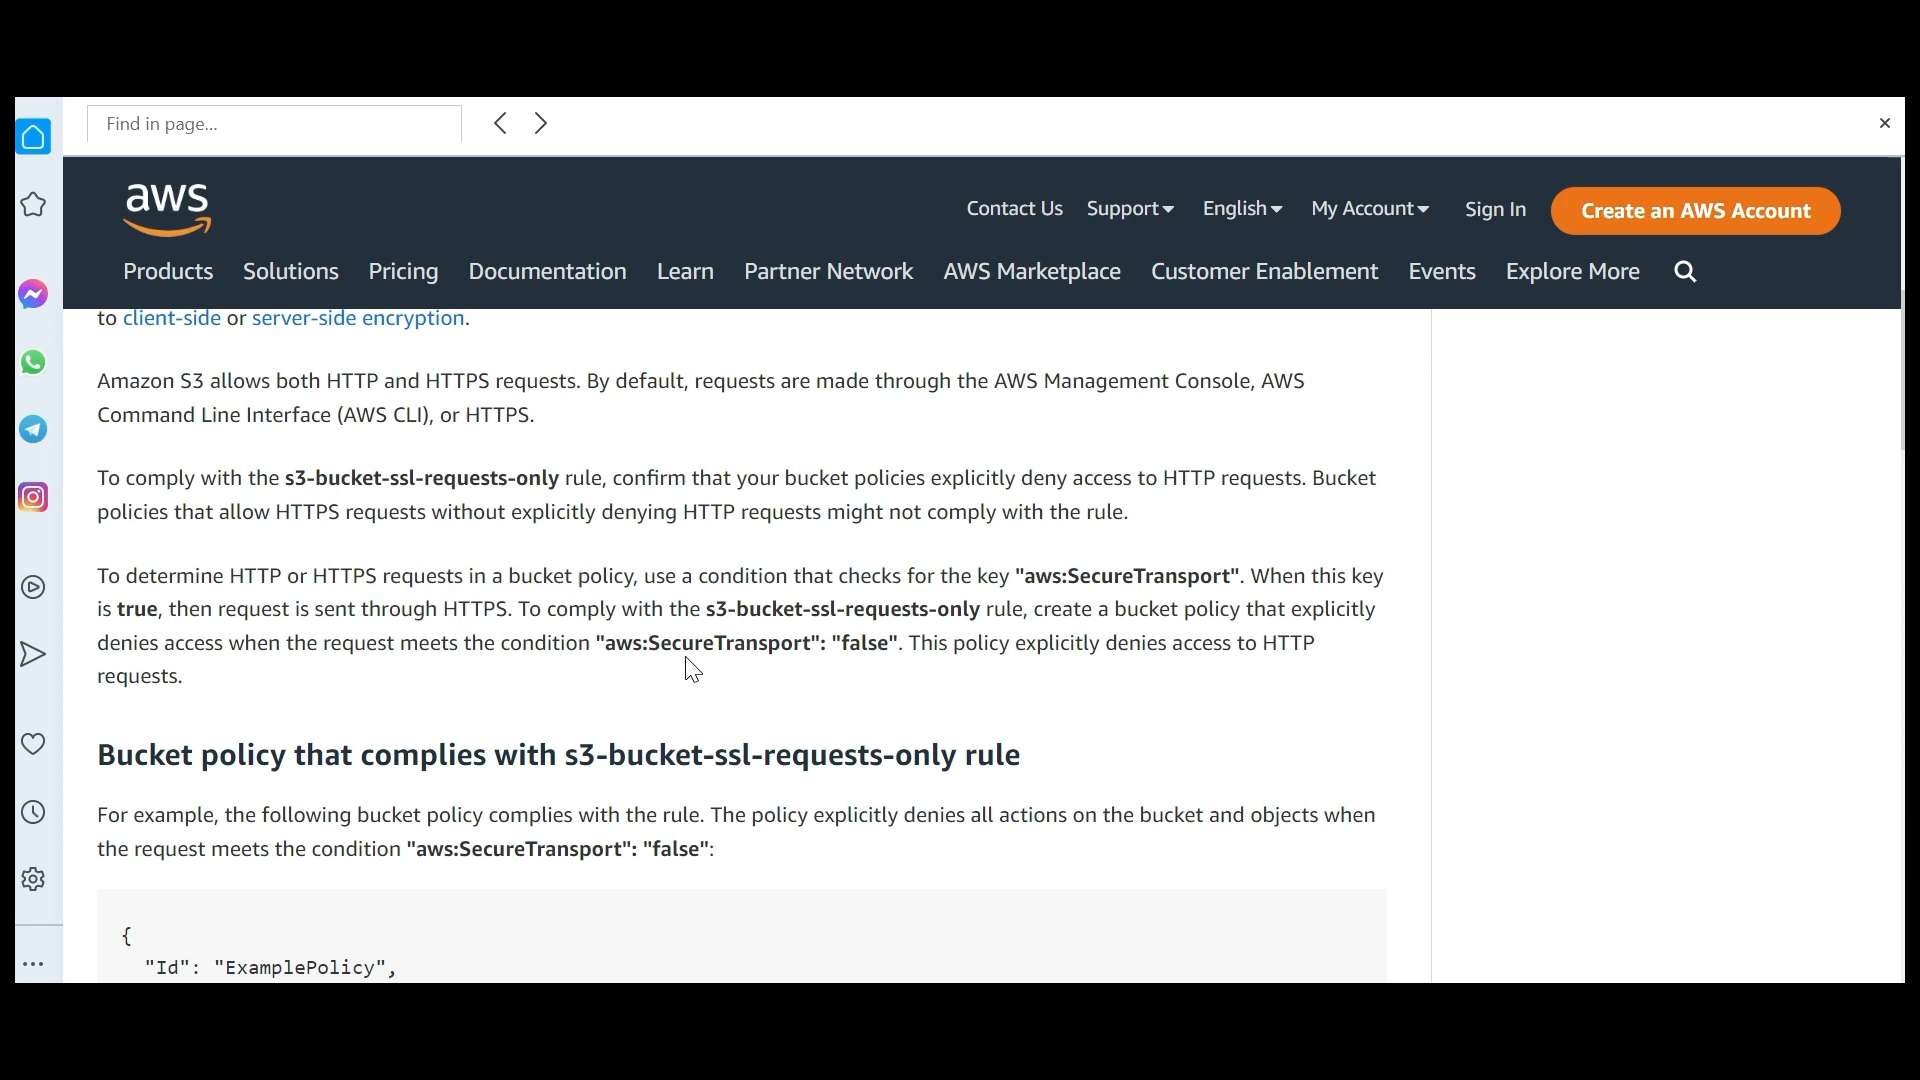 Find in page...
aws
Contact Us Support English My Account Sign In Create an AWS Account
Products Solutions Pricing Documentation Learn Partner Network AWS Marketplace Customer Enablement Events Explore More
to client-side or server-side encryption.
Amazon S3 allows both HTTP and HTTPS requests. By default, requests are made through the AWS Management Console, AWS
Command Line Interface (AWS CLI), or HTTPS.
To comply with the s3-bucket-ssl-requests-only rule, confirm that your bucket policies explicitly deny access to HTTP requests. Bucket
policies that allow HTTPS requests without explicitly denying HTTP requests might not comply with the rule.
To determine HTTP or HTTPS requests in a bucket policy, use a condition that checks for the key "aws:SecureTransport". When this key
is true, then request is sent through HTTPS. To comply with the s3-bucket-ssl-requests-only rule, create a bucket policy that explicitly
denies access when the request meets the condition "aws:SecureTransport": "false". This policy explicitly denies access to HTTP
requests.
Bucket policy that complies with s3-bucket-ssl-requests-only rule
For example, the following bucket policy complies with the rule. The policy explicitly denies all actions on the bucket and objects when
the request meets the condition "aws:SecureTransport": "false":
{
"Id": "ExamplePolicy",